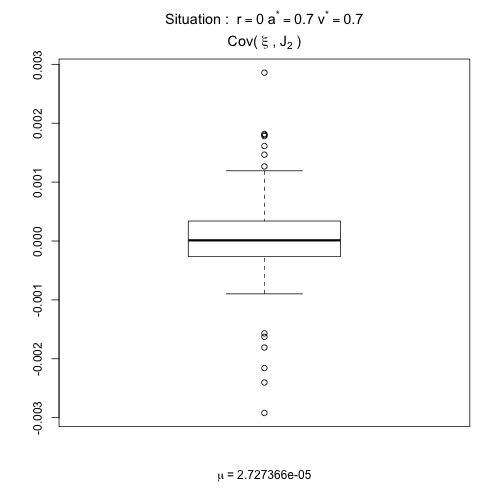 Situation : r = 0 a* = 0.7 v* = 0.7
Cov( ξ , J₂ )
0.003
0.002
0.001
0.000
-0.001
-0.002
-0.003
μ = 2.727366e-05